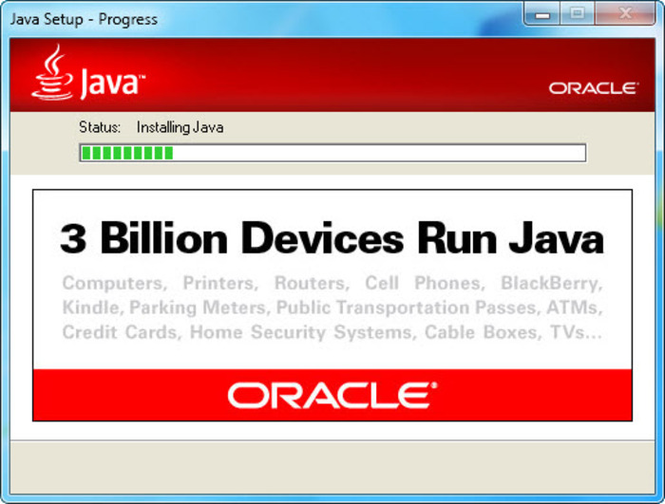 Java Setup - Progress
Java™
ORACLE®
Status: Installing Java
3 Billion Devices Run Java
Computers, Printers, Routers, Cell Phones, BlackBerry,
Kindle, Parking Meters, Public Transportation Passes, ATMs,
Credit Cards, Home Security Systems, Cable Boxes, TVs...
ORACLE®